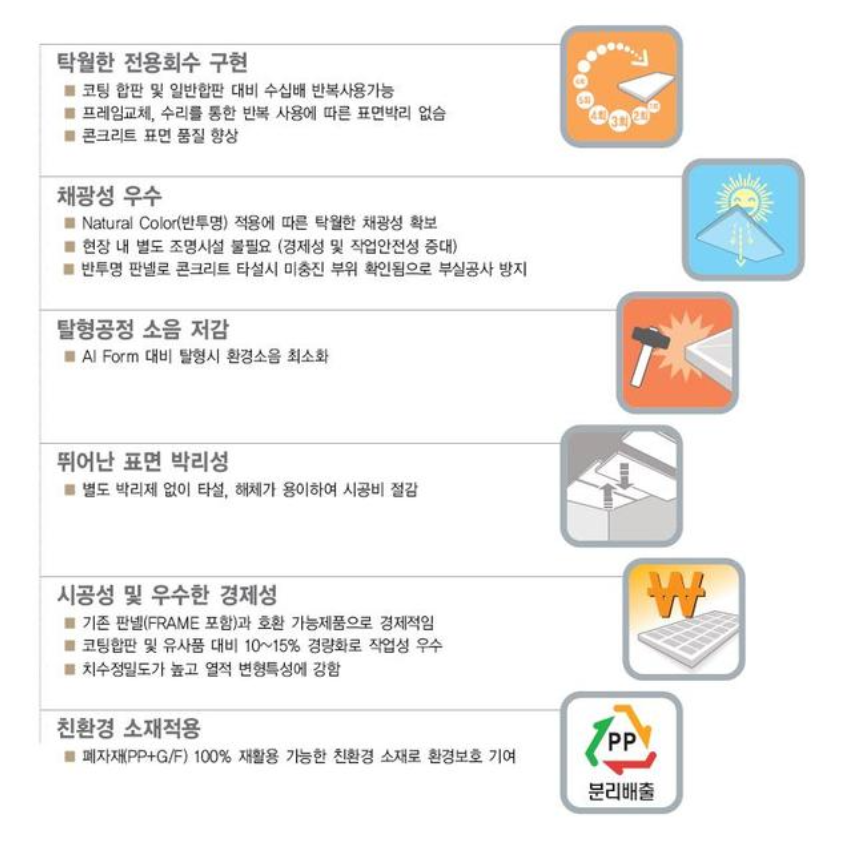 탁월한 전용회수 구현
■ 코팅 합판 및 일반합판 대비 수십배 반복사용가능
■ 프레임교체, 수리를 통한 반복 사용에 따른 표면박리 없음
■ 콘크리트 표면 품질 향상
5회
4회 3회 2회 1회
채광성 우수
■ Natural Color(반투명) 적용에 따른 탁월한 채광성 확보
■ 현장 내 별도 조명시설 불필요 (경제성 및 작업안전성 증대)
■ 반투명 판넬로 콘크리트 타설시 미충진 부위 확인됨으로 부실공사 방지
탈형공정 소음 저감
■ Al Form 대비 탈형시 환경소음 최소화
뛰어난 표면 박리성
■ 별도 박리제 없이 타설, 해체가 용이하여 시공비 절감
시공성 및 우수한 경제성
■ 기존 판넬(FRAME 포함)과 호환 가능제품으로 경제적임
■ 코팅합판 및 유사품 대비 10~15% 경량화로 작업성 우수
■ 치수정밀도가 높고 열적 변형특성에 강함
₩
친환경 소재적용
■ 폐자재(PP+G/F) 100% 재활용 가능한 친환경 소재로 환경보호 기여
PP
분리배출